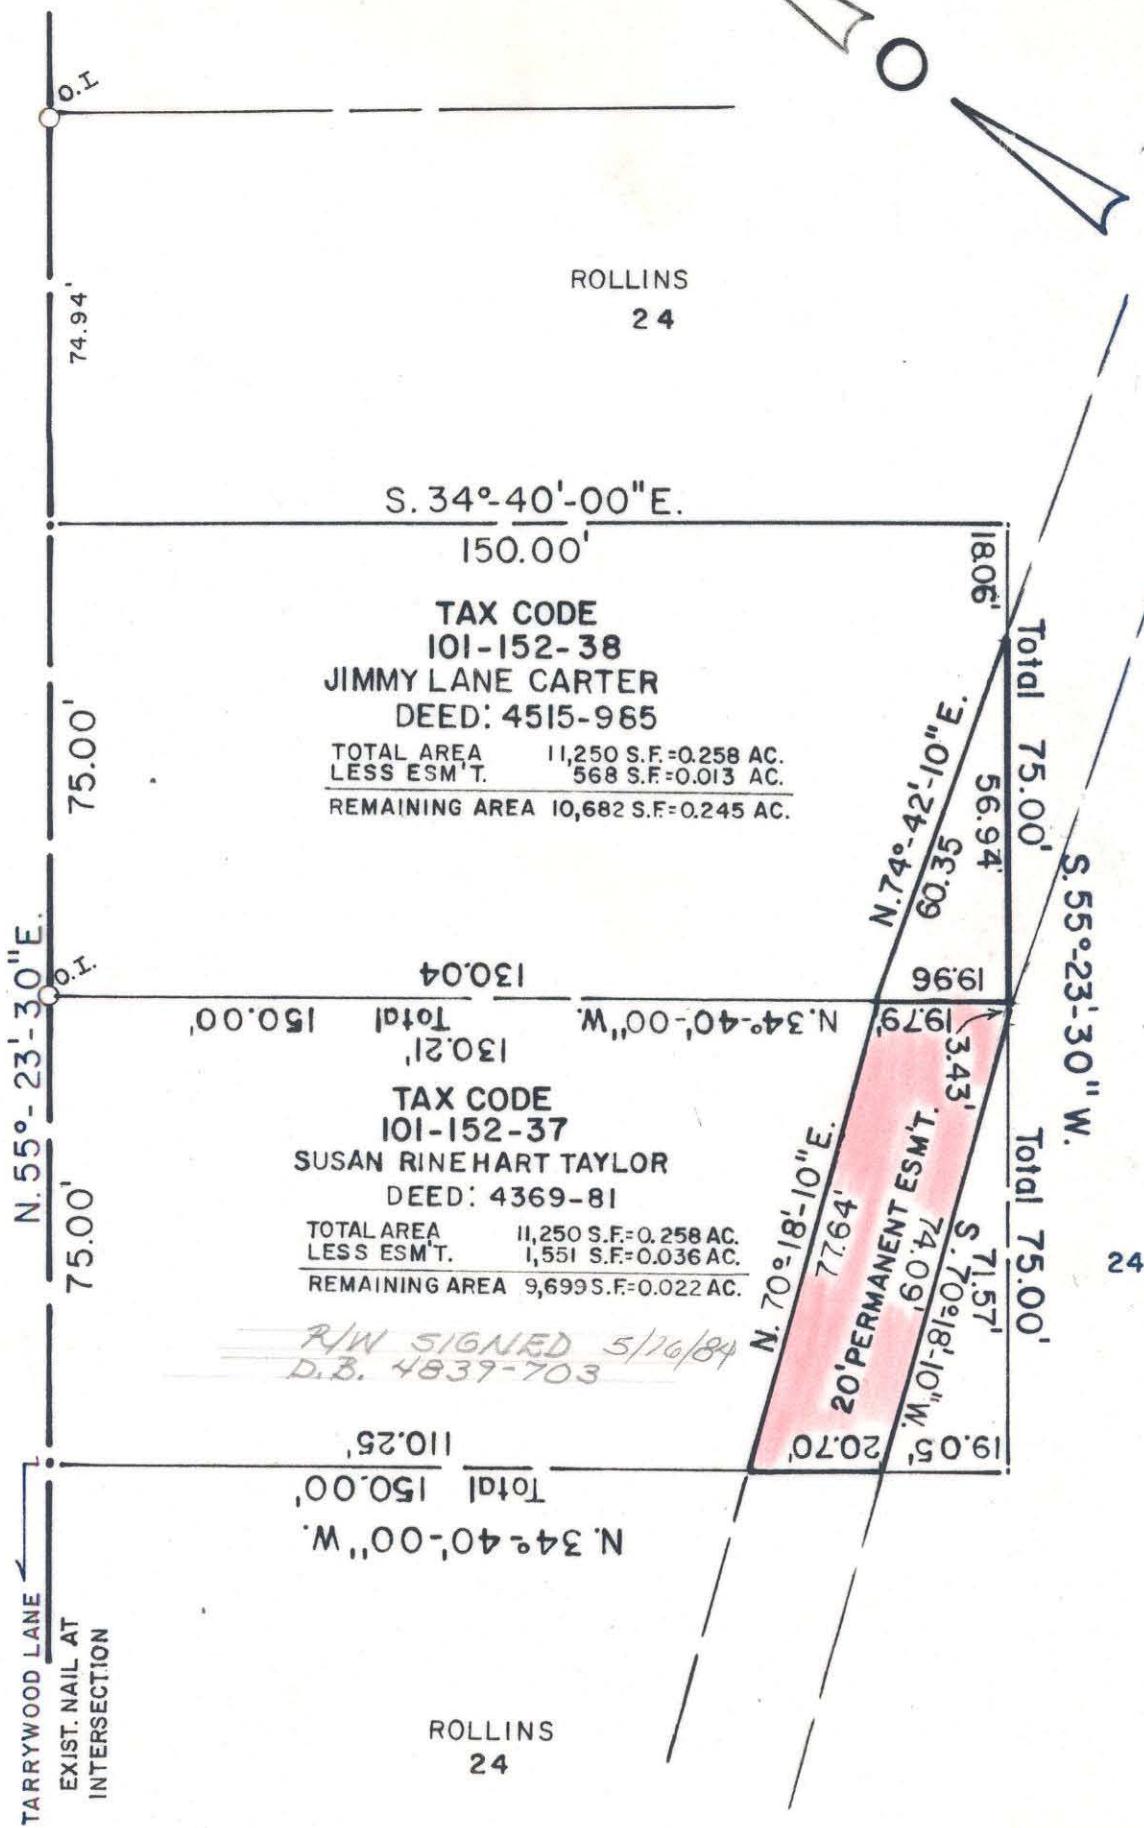 O.I.
74.94'
ROLLINS
24
S. 34°-40'-00"E.
150.00'
18.06'
TAX CODE
101-152-38
JIMMY LANE CARTER
DEED: 4515-965
TOTAL AREA 11,250 S.F.=0.258 AC.
LESS ESM'T. 568 S.F.=0.013 AC.
REMAINING AREA 10,682 S.F.=0.245 AC.
75.00'
Total 75.00'
56.94'
N.74°-42'-10"E.
60.35
S.55°-23'-30"W.
N.55°-23'-30"E.
O.I.
130.04
19.96
N.34°-40'-00"W.
Total 150.00'
130.21'
19.79'
3.43'
TAX CODE
101-152-37
SUSAN RINEHART TAYLOR
DEED: 4369-81
TOTAL AREA 11,250 S.F.=0.258 AC.
LESS ESM'T. 1,551 S.F.=0.036 AC.
REMAINING AREA 9,699 S.F.=0.022 AC.
75.00'
N. 70°-18'-10"E.
77.64'
20' PERMANENT ESM'T.
74.09'
S. 70°-18'-10"W.
71.57'
Total 75.00'
24
R/W SIGNED 5/16/84
D.B. 4839-703
110.25'
20.70'
19.05'
Total 150.00'
N. 34°-40'-00"W.
TARRYWOOD LANE
EXIST. NAIL AT
INTERSECTION
ROLLINS
24